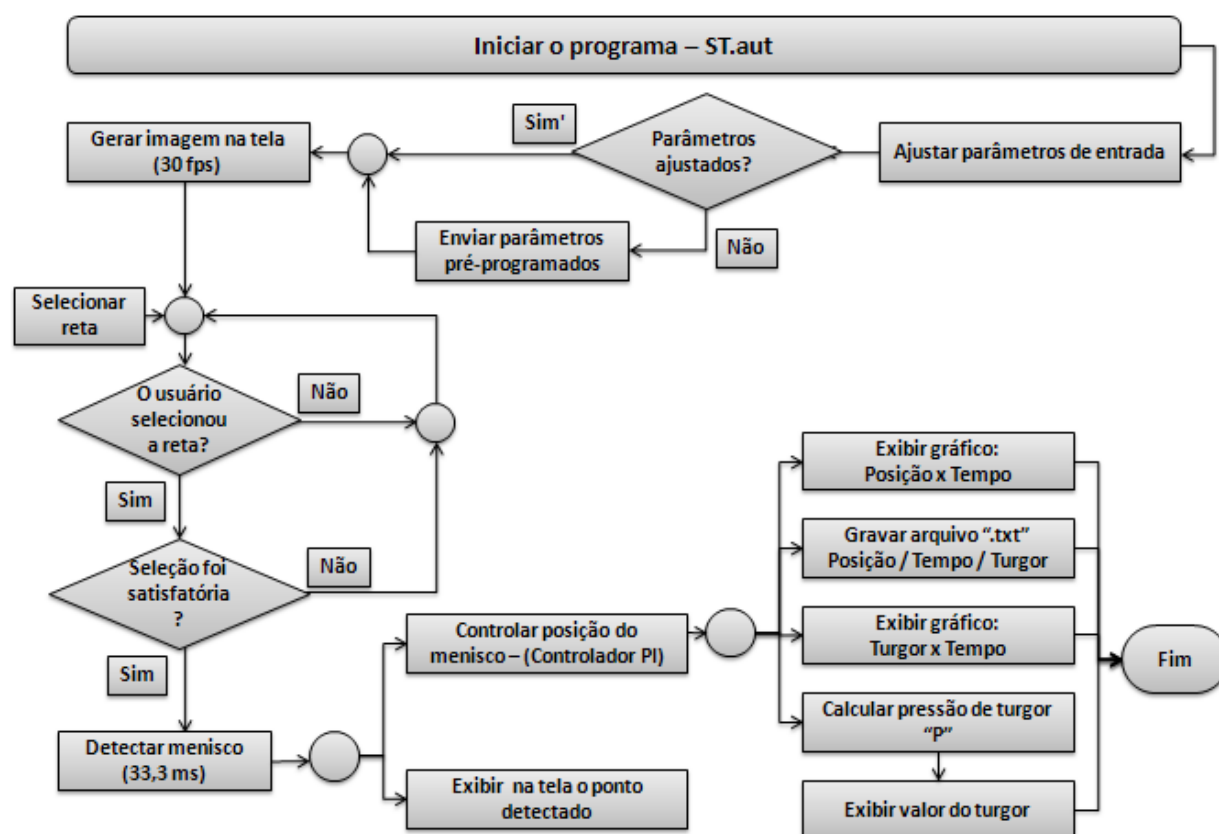 Iniciar o programa – ST.aut
Gerar imagem na tela
(30 fps)
Sim'
Parâmetros
ajustados?
Ajustar parâmetros de entrada
Enviar parâmetros
pré-programados
Não
Selecionar
reta
O usuário
selecionou
a reta?
Não
Sim
Seleção foi
satisfatória
?
Não
Sim
Detectar menisco
(33,3 ms)
Controlar posição do
menisco – (Controlador PI)
Exibir na tela o ponto
detectado
Exibir gráfico:
Posição x Tempo
Gravar arquivo “.txt”
Posição / Tempo / Turgor
Exibir gráfico:
Turgor x Tempo
Calcular pressão de turgor
“P”
Exibir valor do turgor
Fim